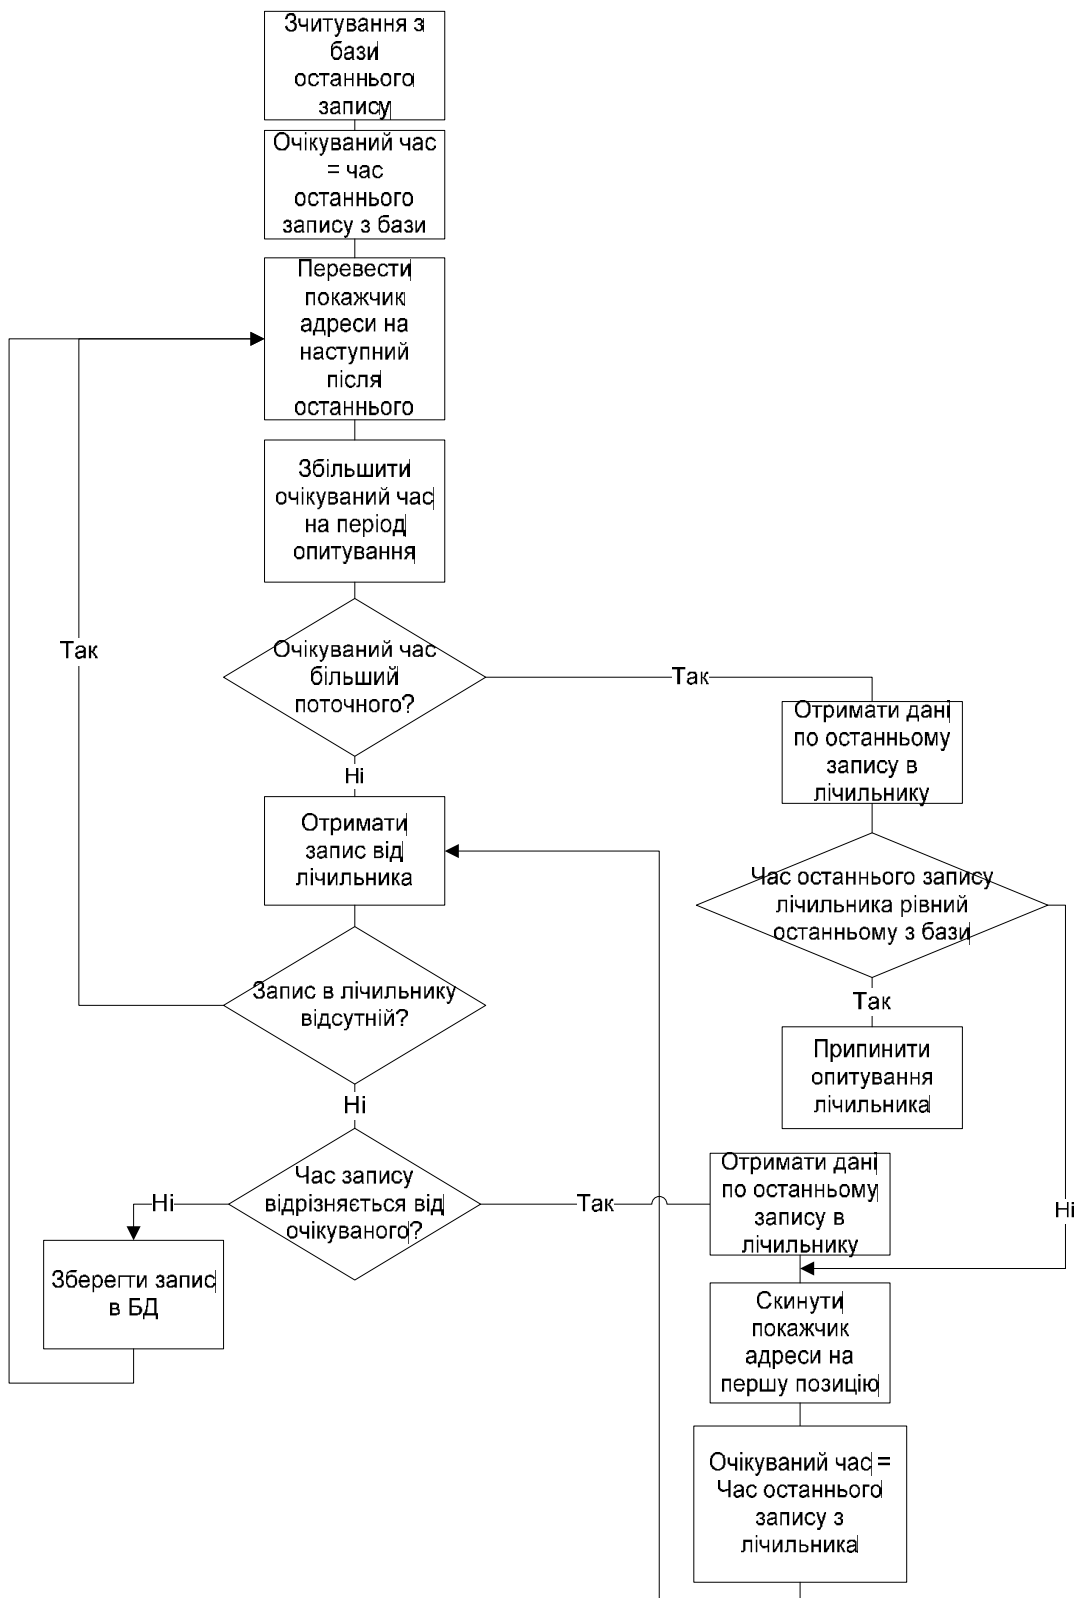 Зчитування з
бази
останнього
запису
Очікуваний час
= час
останнього
запису з бази
Перевести
покажчик
адреси на
наступний
після
останнього
Збільшити
очікуваний час
на період
опитування
Так
Очікуваний час
більший
поточного?
Так
Ні
Отримати дані
по останньому
запису в
лічильнику
Отримати
запис від
лічильника
Час останнього запису
лічильника рівний
останньому з бази
Запис в лічильнику
відсутній?
Так
Ні
Припинити
опитування
лічильника
Час запису
відрізняється від
очікуваного?
Ні
Так
Отримати дані
по останньому
запису в
лічильнику
Ні
Зберегти запис
в БД
Скинути
покажчик
адреси на
першу позицію
Очікуваний час =
Час останнього
запису з
лічильника